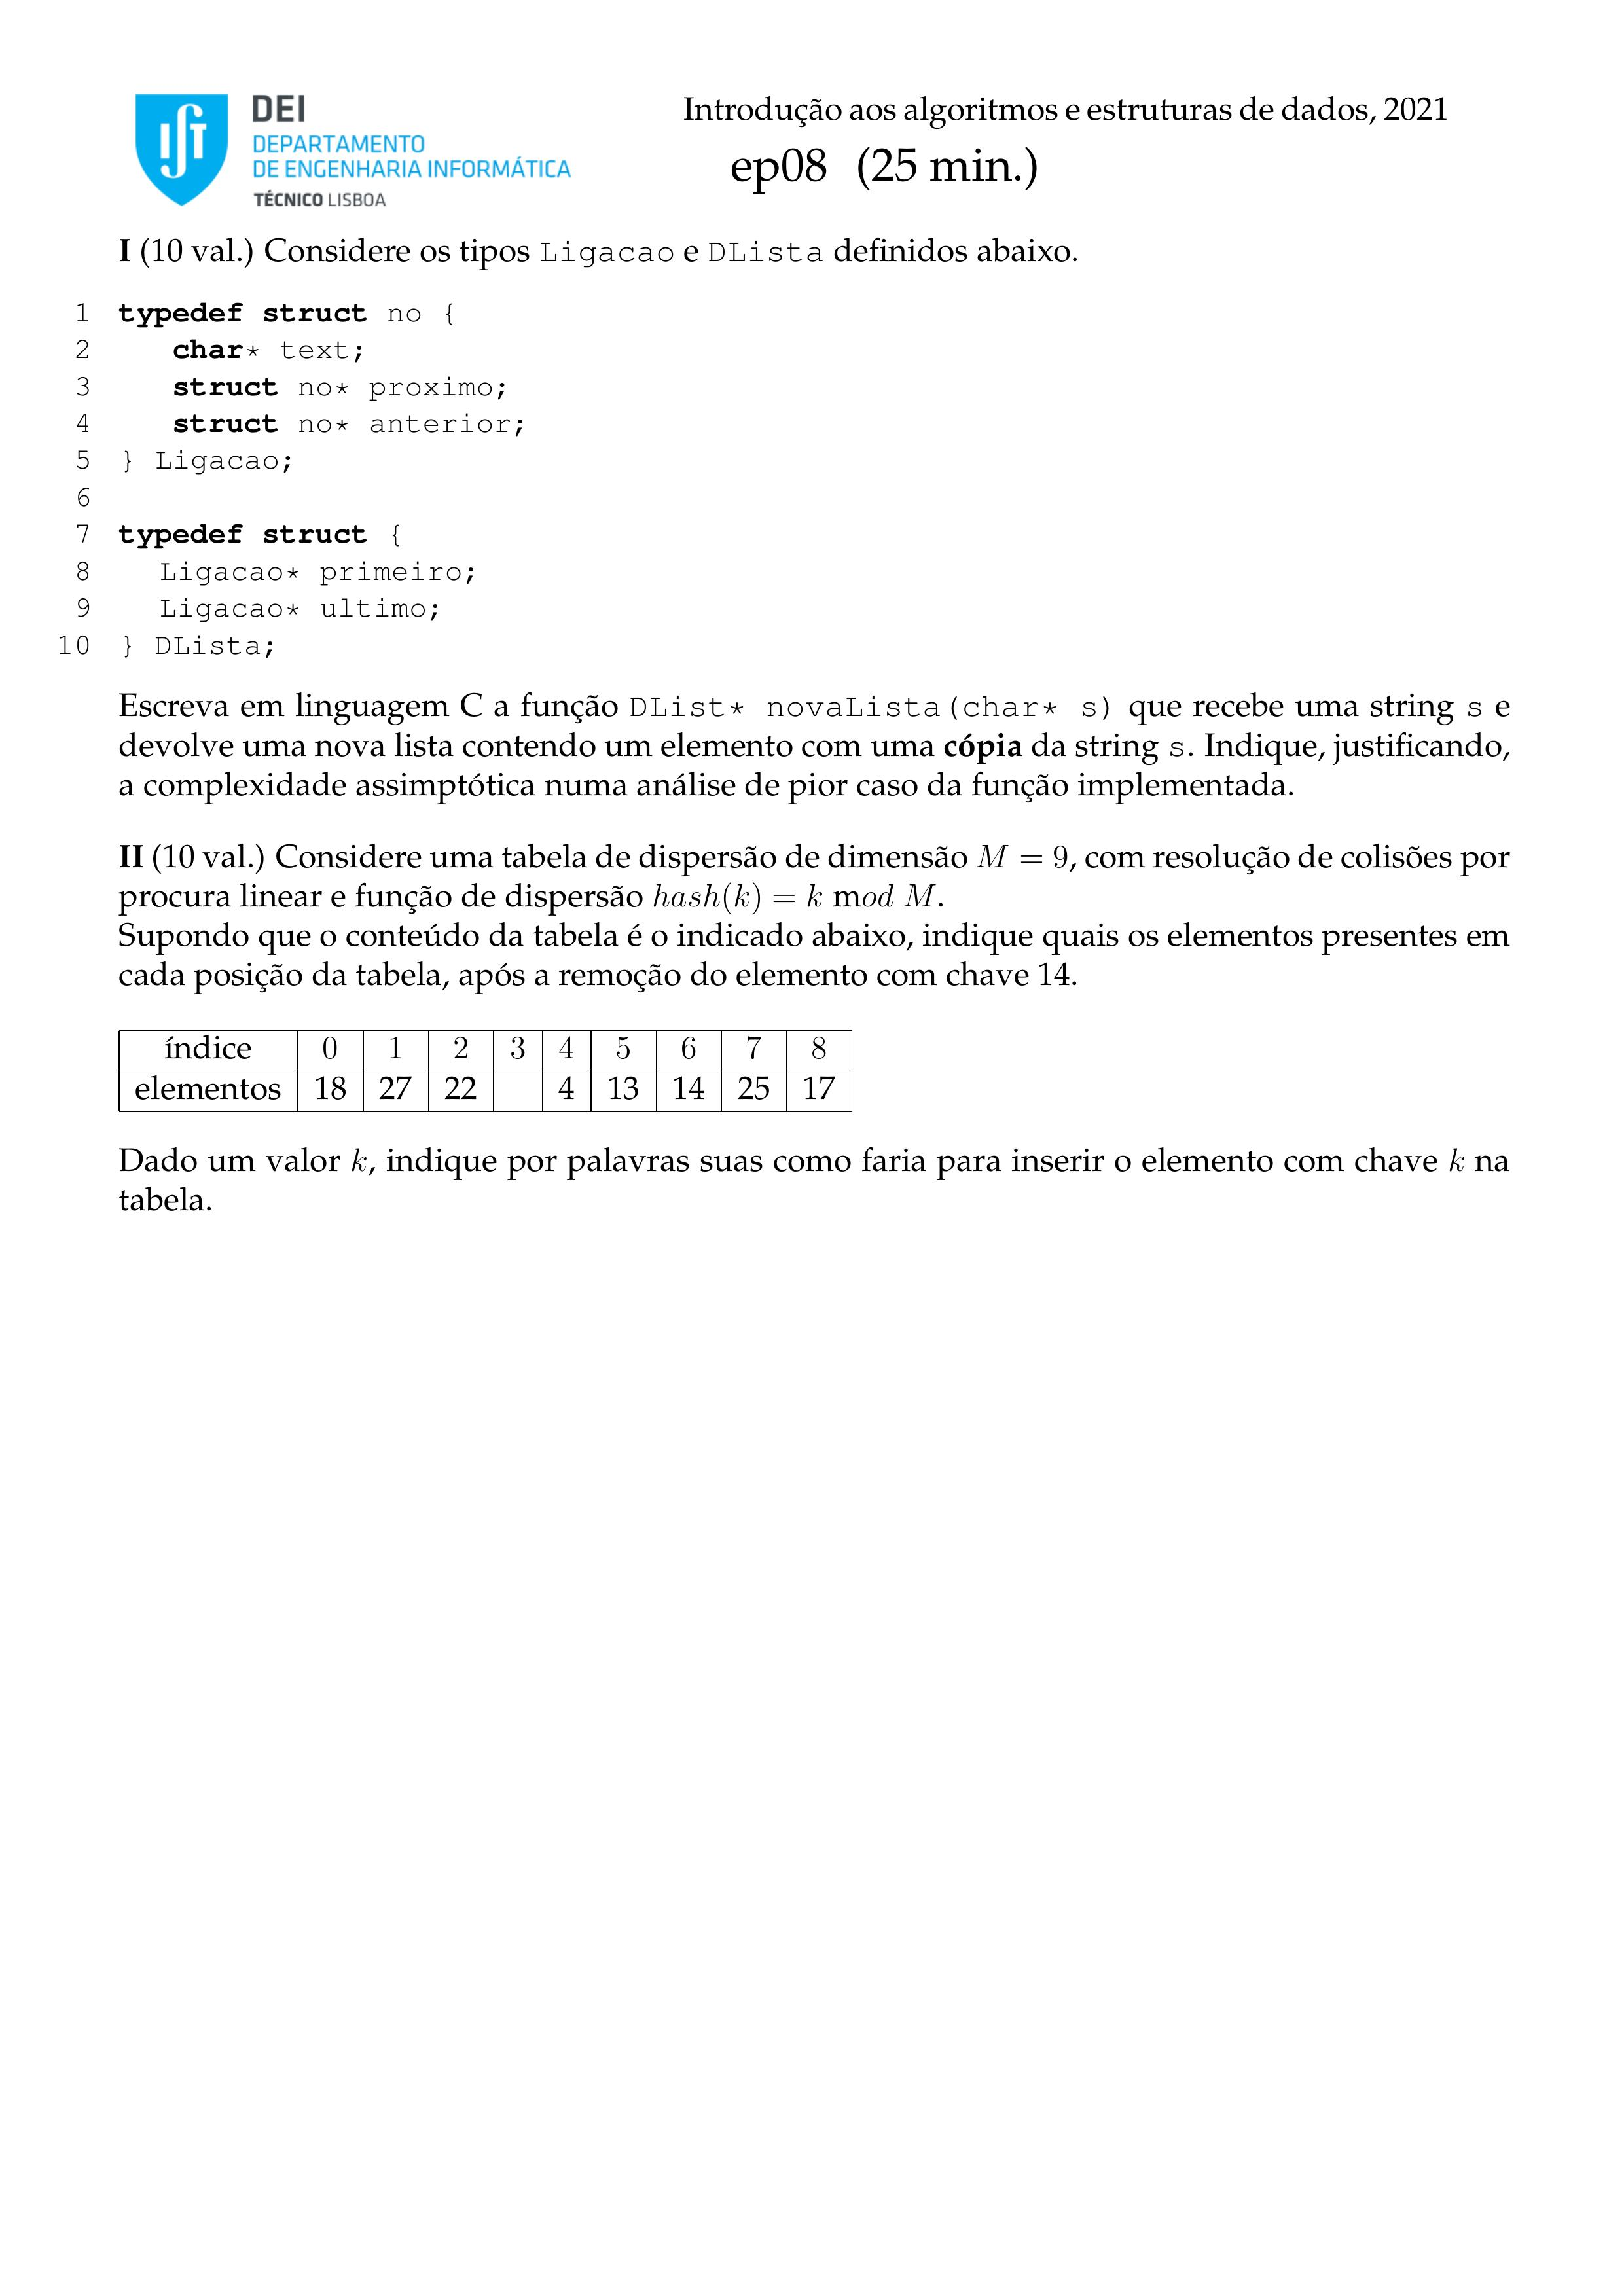 DEI
DEPARTAMENTO
DE ENGENHARIA INFORMÁTICA
TÉCNICO LISBOA
Introdução aos algoritmos e estruturas de dados, 2021
ep08 (25 min.)
I (10 val.) Considere os tipos Ligacao e DLista definidos abaixo.
1 typedef struct no {
2 char* text;
3 struct no* proximo;
4 struct no* anterior;
5 } Ligacao;
6
7 typedef struct {
8 Ligacao* primeiro;
9 Ligacao* ultimo;
10 } DLista;
Escreva em linguagem C a função DList* novaLista(char* s) que recebe uma string s e
devolve uma nova lista contendo um elemento com uma cópia da string s. Indique, justificando,
a complexidade assimptótica numa análise de pior caso da função implementada.
II (10 val.) Considere uma tabela de dispersão de dimensão M = 9, com resolução de colisões por
procura linear e função de dispersão hash(k) = k mod M.
Supondo que o conteúdo da tabela é o indicado abaixo, indique quais os elementos presentes em
cada posição da tabela, após a remoção do elemento com chave 14.
índice 0 1 2 3 4 5 6 7 8
elementos 18 27 22 4 13 14 25 17
Dado um valor k, indique por palavras suas como faria para inserir o elemento com chave k na
tabela.